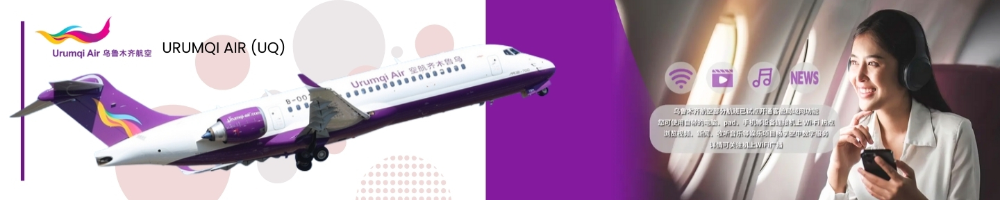 Urumqi Air 乌鲁木齐航空
URUMQI AIR (UQ)
Urumqi Air 空航齐木鲁乌
B-00
urumqi-air.com
NEWS
乌鲁木齐航空部分航班已试点开通客舱局域网功能
您可使用自带的电脑、pad、手机等设备连接机上 Wi-Fi 热点
浏览视频、新闻、收听音乐等娱乐项目畅享空中数字服务
详情可关注机上WiFi广播